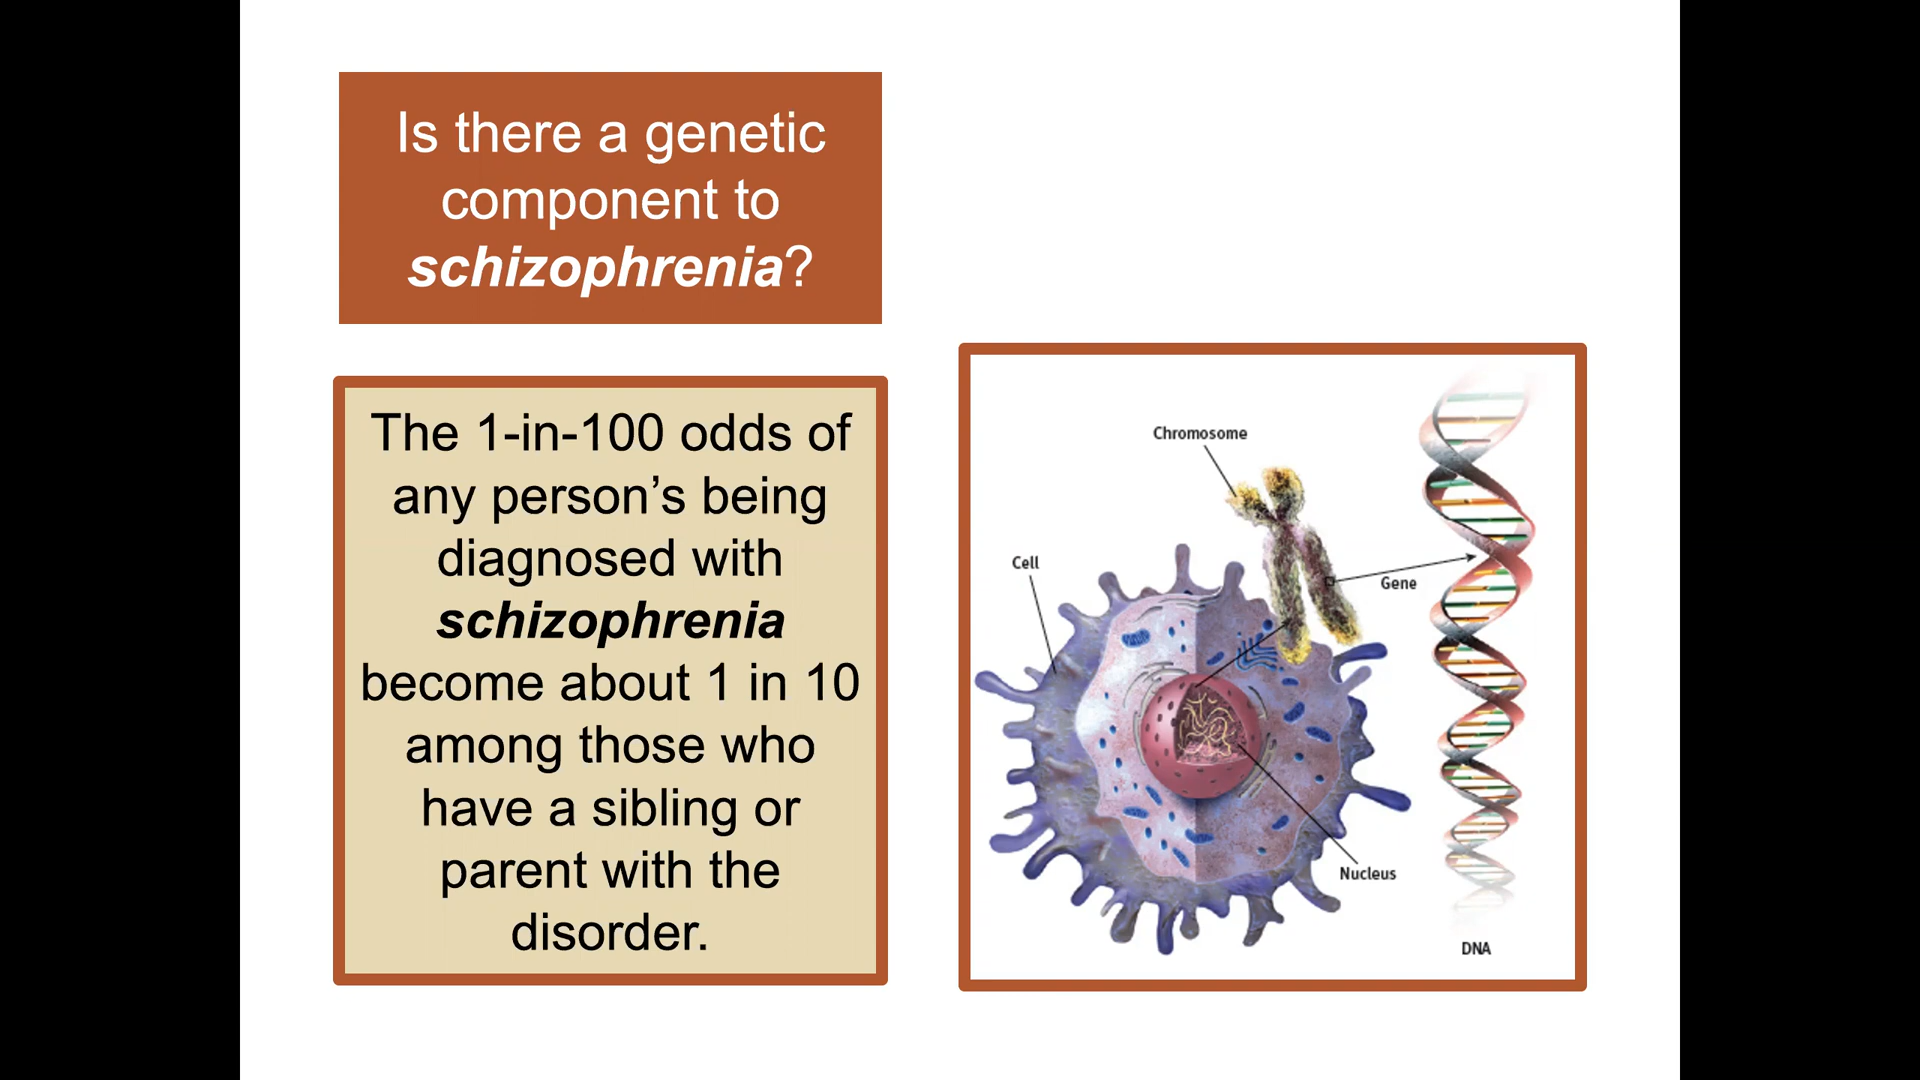 Is there a genetic
component to
schizophrenia?
The 1-in-100 odds of
any person’s being
diagnosed with
schizophrenia
become about 1 in 10
among those who
have a sibling or
parent with the
disorder.
Chromosome
Cell
Gene
Nucleus
DNA